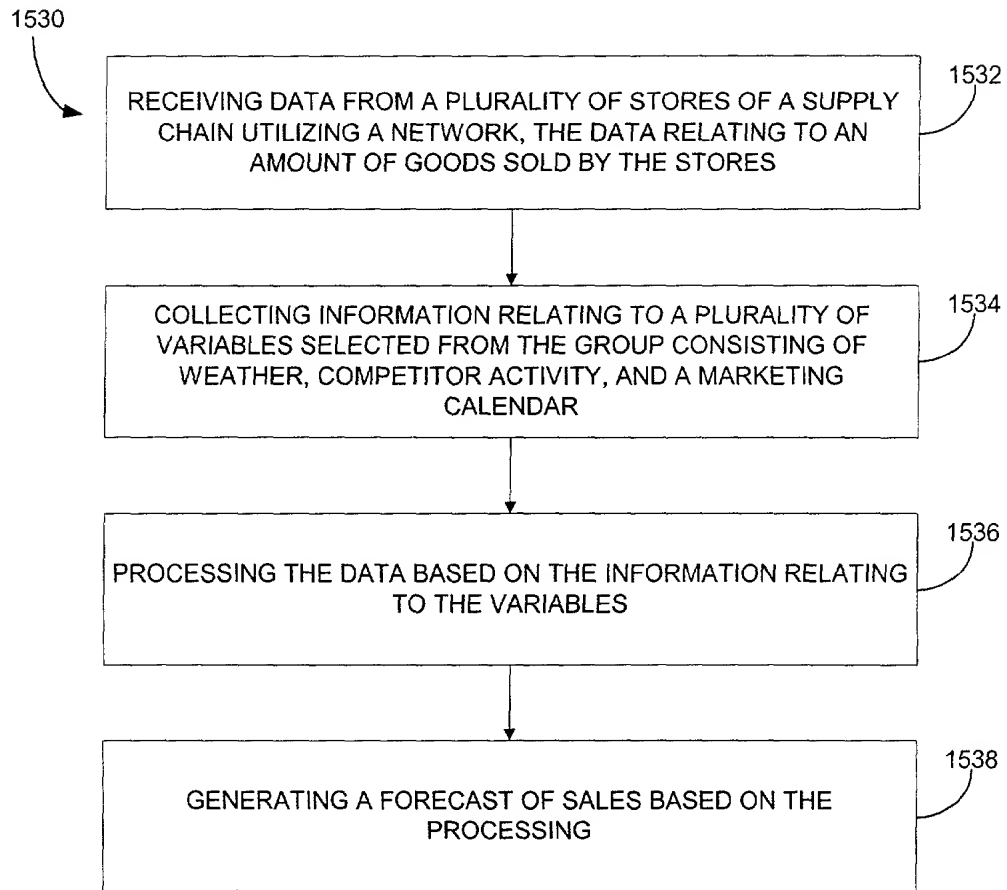 1530
1532
RECEIVING DATA FROM A PLURALITY OF STORES OF A SUPPLY
CHAIN UTILIZING A NETWORK, THE DATA RELATING TO AN
AMOUNT OF GOODS SOLD BY THE STORES
1534
COLLECTING INFORMATION RELATING TO A PLURALITY OF
VARIABLES SELECTED FROM THE GROUP CONSISTING OF
WEATHER, COMPETITOR ACTIVITY, AND A MARKETING
CALENDAR
1536
PROCESSING THE DATA BASED ON THE INFORMATION RELATING
TO THE VARIABLES
1538
GENERATING A FORECAST OF SALES BASED ON THE
PROCESSING